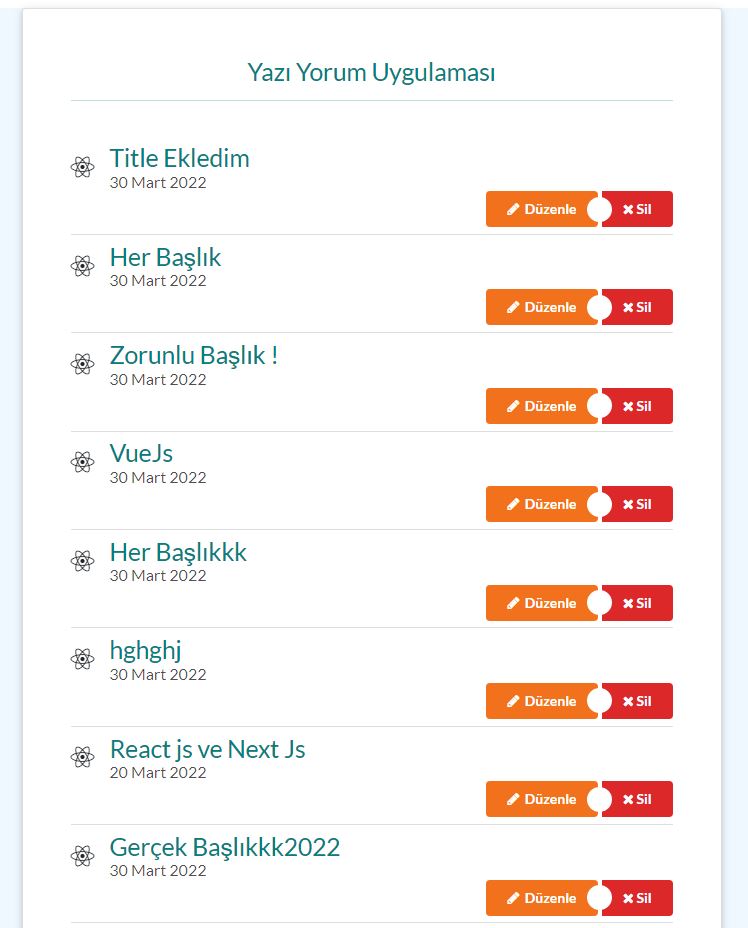 Yazı Yorum Uygulaması
Title Ekledim
30 Mart 2022
Düzenle Sil
Her Başlık
30 Mart 2022
Düzenle Sil
Zorunlu Başlık !
30 Mart 2022
Düzenle Sil
VueJs
30 Mart 2022
Düzenle Sil
Her Başlıkkk
30 Mart 2022
Düzenle Sil
hghghj
30 Mart 2022
Düzenle Sil
React js ve Next Js
20 Mart 2022
Düzenle Sil
Gerçek Başlıkkk2022
30 Mart 2022
Düzenle Sil